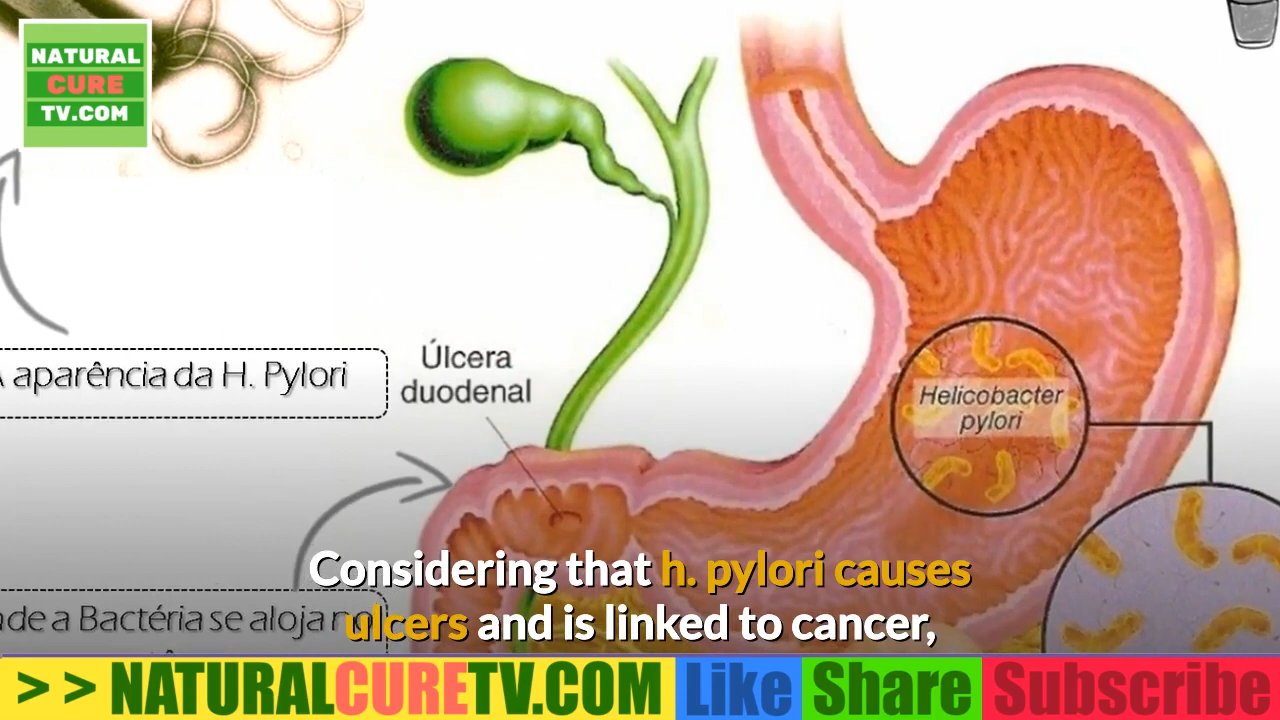 NATURAL
CURE
TV.COM
aparência da H. Pylori
Úlcera
duodenal
Helicobacter
pylori
Considering that h. pylori causes
ulcers and is linked to cancer,
a Bactéria se aloja
> > NATURALCURETV.COM Like Share Subscribe